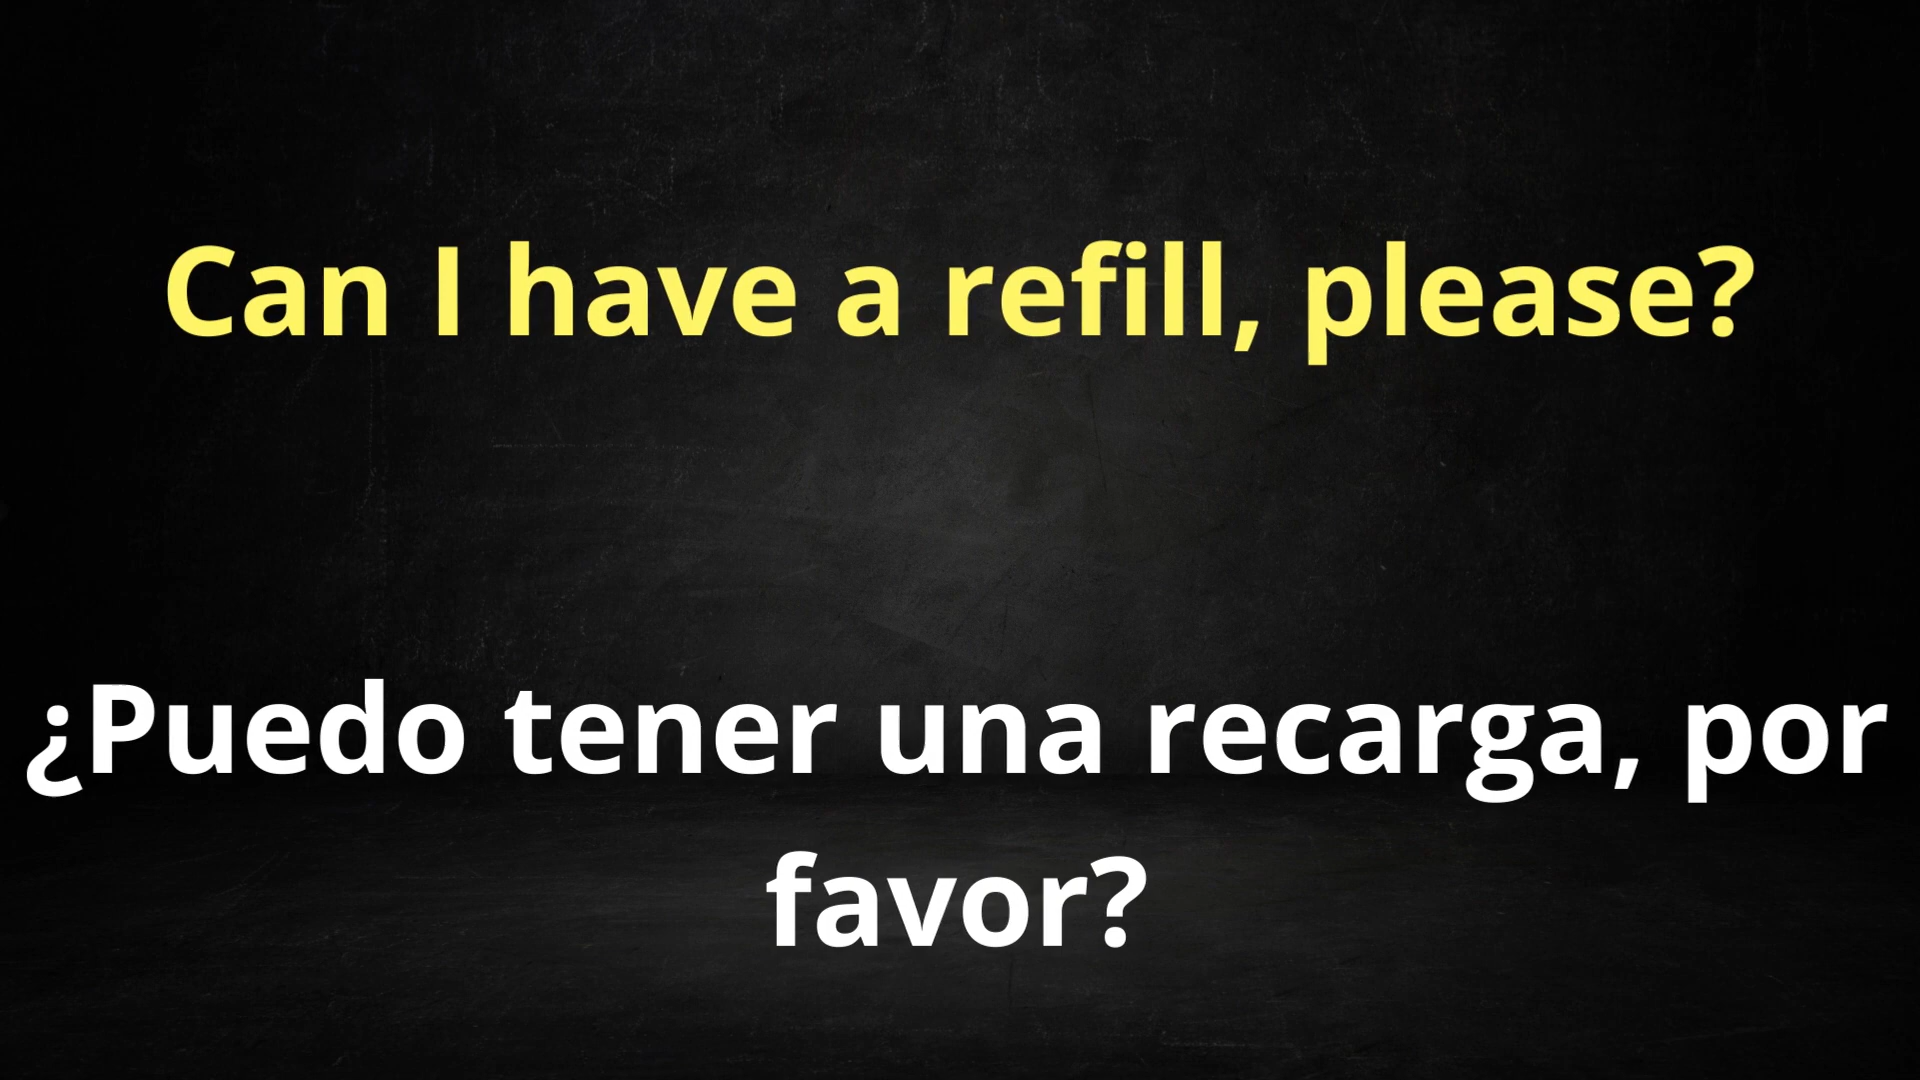 Can I have a refill, please?
¿Puedo tener una recarga, por
favor?